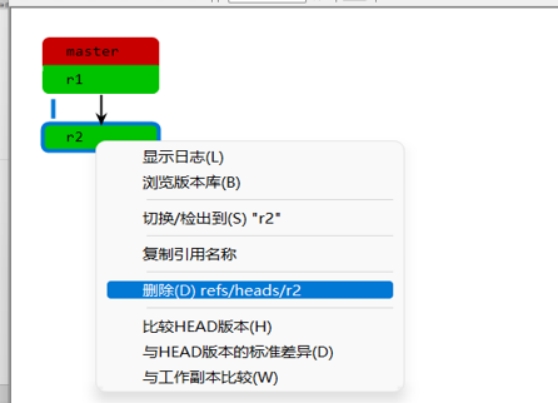 master
r1
r2
显示日志(L)
浏览版本库(B)
切换/检出到(S) "r2"
复制引用名称
删除(D) refs/heads/r2
比较HEAD版本(H)
与HEAD版本的标准差异(D)
与工作副本比较(W)